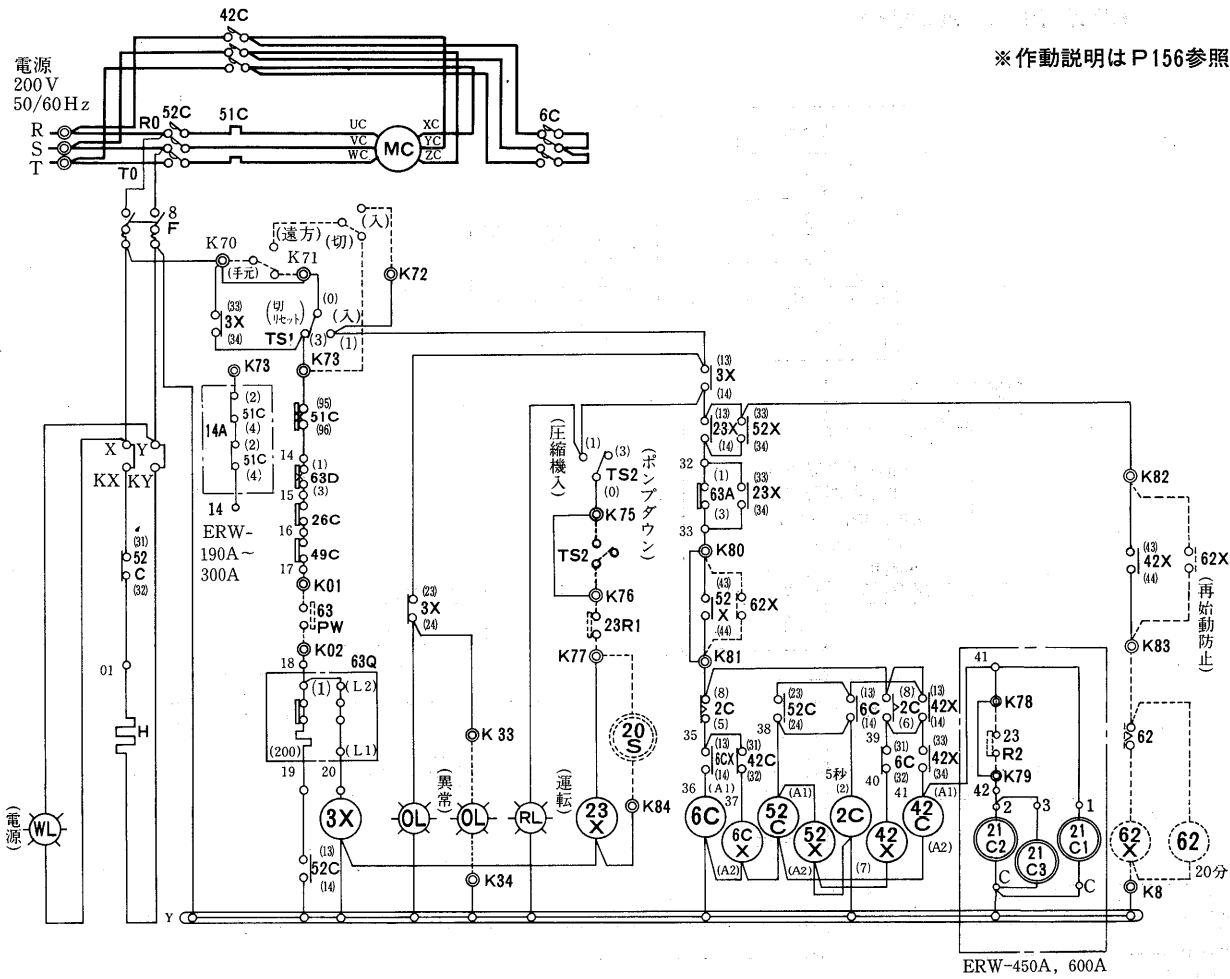 42C
※作動説明はP156参照
電源
200V
50/60Hz
52C
51C
6C
R0
UC
XC
R
S
T
VC
YC
WC
ZC
MC
T0
8
F
(遠方)
(切)
(入)
K70
K71
K72
(手元)
(33)
3X
(34)
(切
リセット)
(0)
(入)
TS1
(3)
(1)
K73
K73
(2)
51C
(4)
14A
(2)
51C
(4)
14
ERW-
190A~
300A
(95)
51C
(96)
14
(1)
63D
15
(3)
26C
16
49C
17
K01
63
PW
K02
18
63Q
(1)
(L2)
(200)
(L1)
19
20
3X
52C
(13)
(14)
X
Y
KX
KY
(31)
52
C
(32)
01
H
(電源)
WL
Y
(23)
3X
(24)
K33
(異常)
OL
OL
K34
(運転)
RL
(圧縮機入)
(1)
(3)
TS2
(0)
(ポンプダウン)
K75
TS2
K76
23R1
K77
20
S
23
X
K84
(13)
3X
(14)
(13)
23X
(14)
(33)
52X
(34)
32
(1)
63A
(3)
(33)
23X
(34)
33
K80
(43)
52
X
(44)
62X
K81
(8)
2C
(5)
35
(13)
6CX
(14)
(31)
42C
(32)
36
(A1)
37
6C
6C
X
(A2)
(23)
52C
(24)
38
(A1)
52
C
52
X
(A2)
(13)
6C
(14)
5秒
(2)
2C
(7)
(8)
2C
(6)
39
(31)
6C
(32)
40
42
X
(13)
42X
(14)
(33)
42X
(34)
41
(A1)
42
C
(A2)
41
K78
23
R2
K79
42
2
3
1
21
C2
21
C3
21
C1
C
C
ERW-450A, 600A
K82
(43)
42X
(44)
62X
(再始動防止)
K83
62
62
X
62
20分
K8